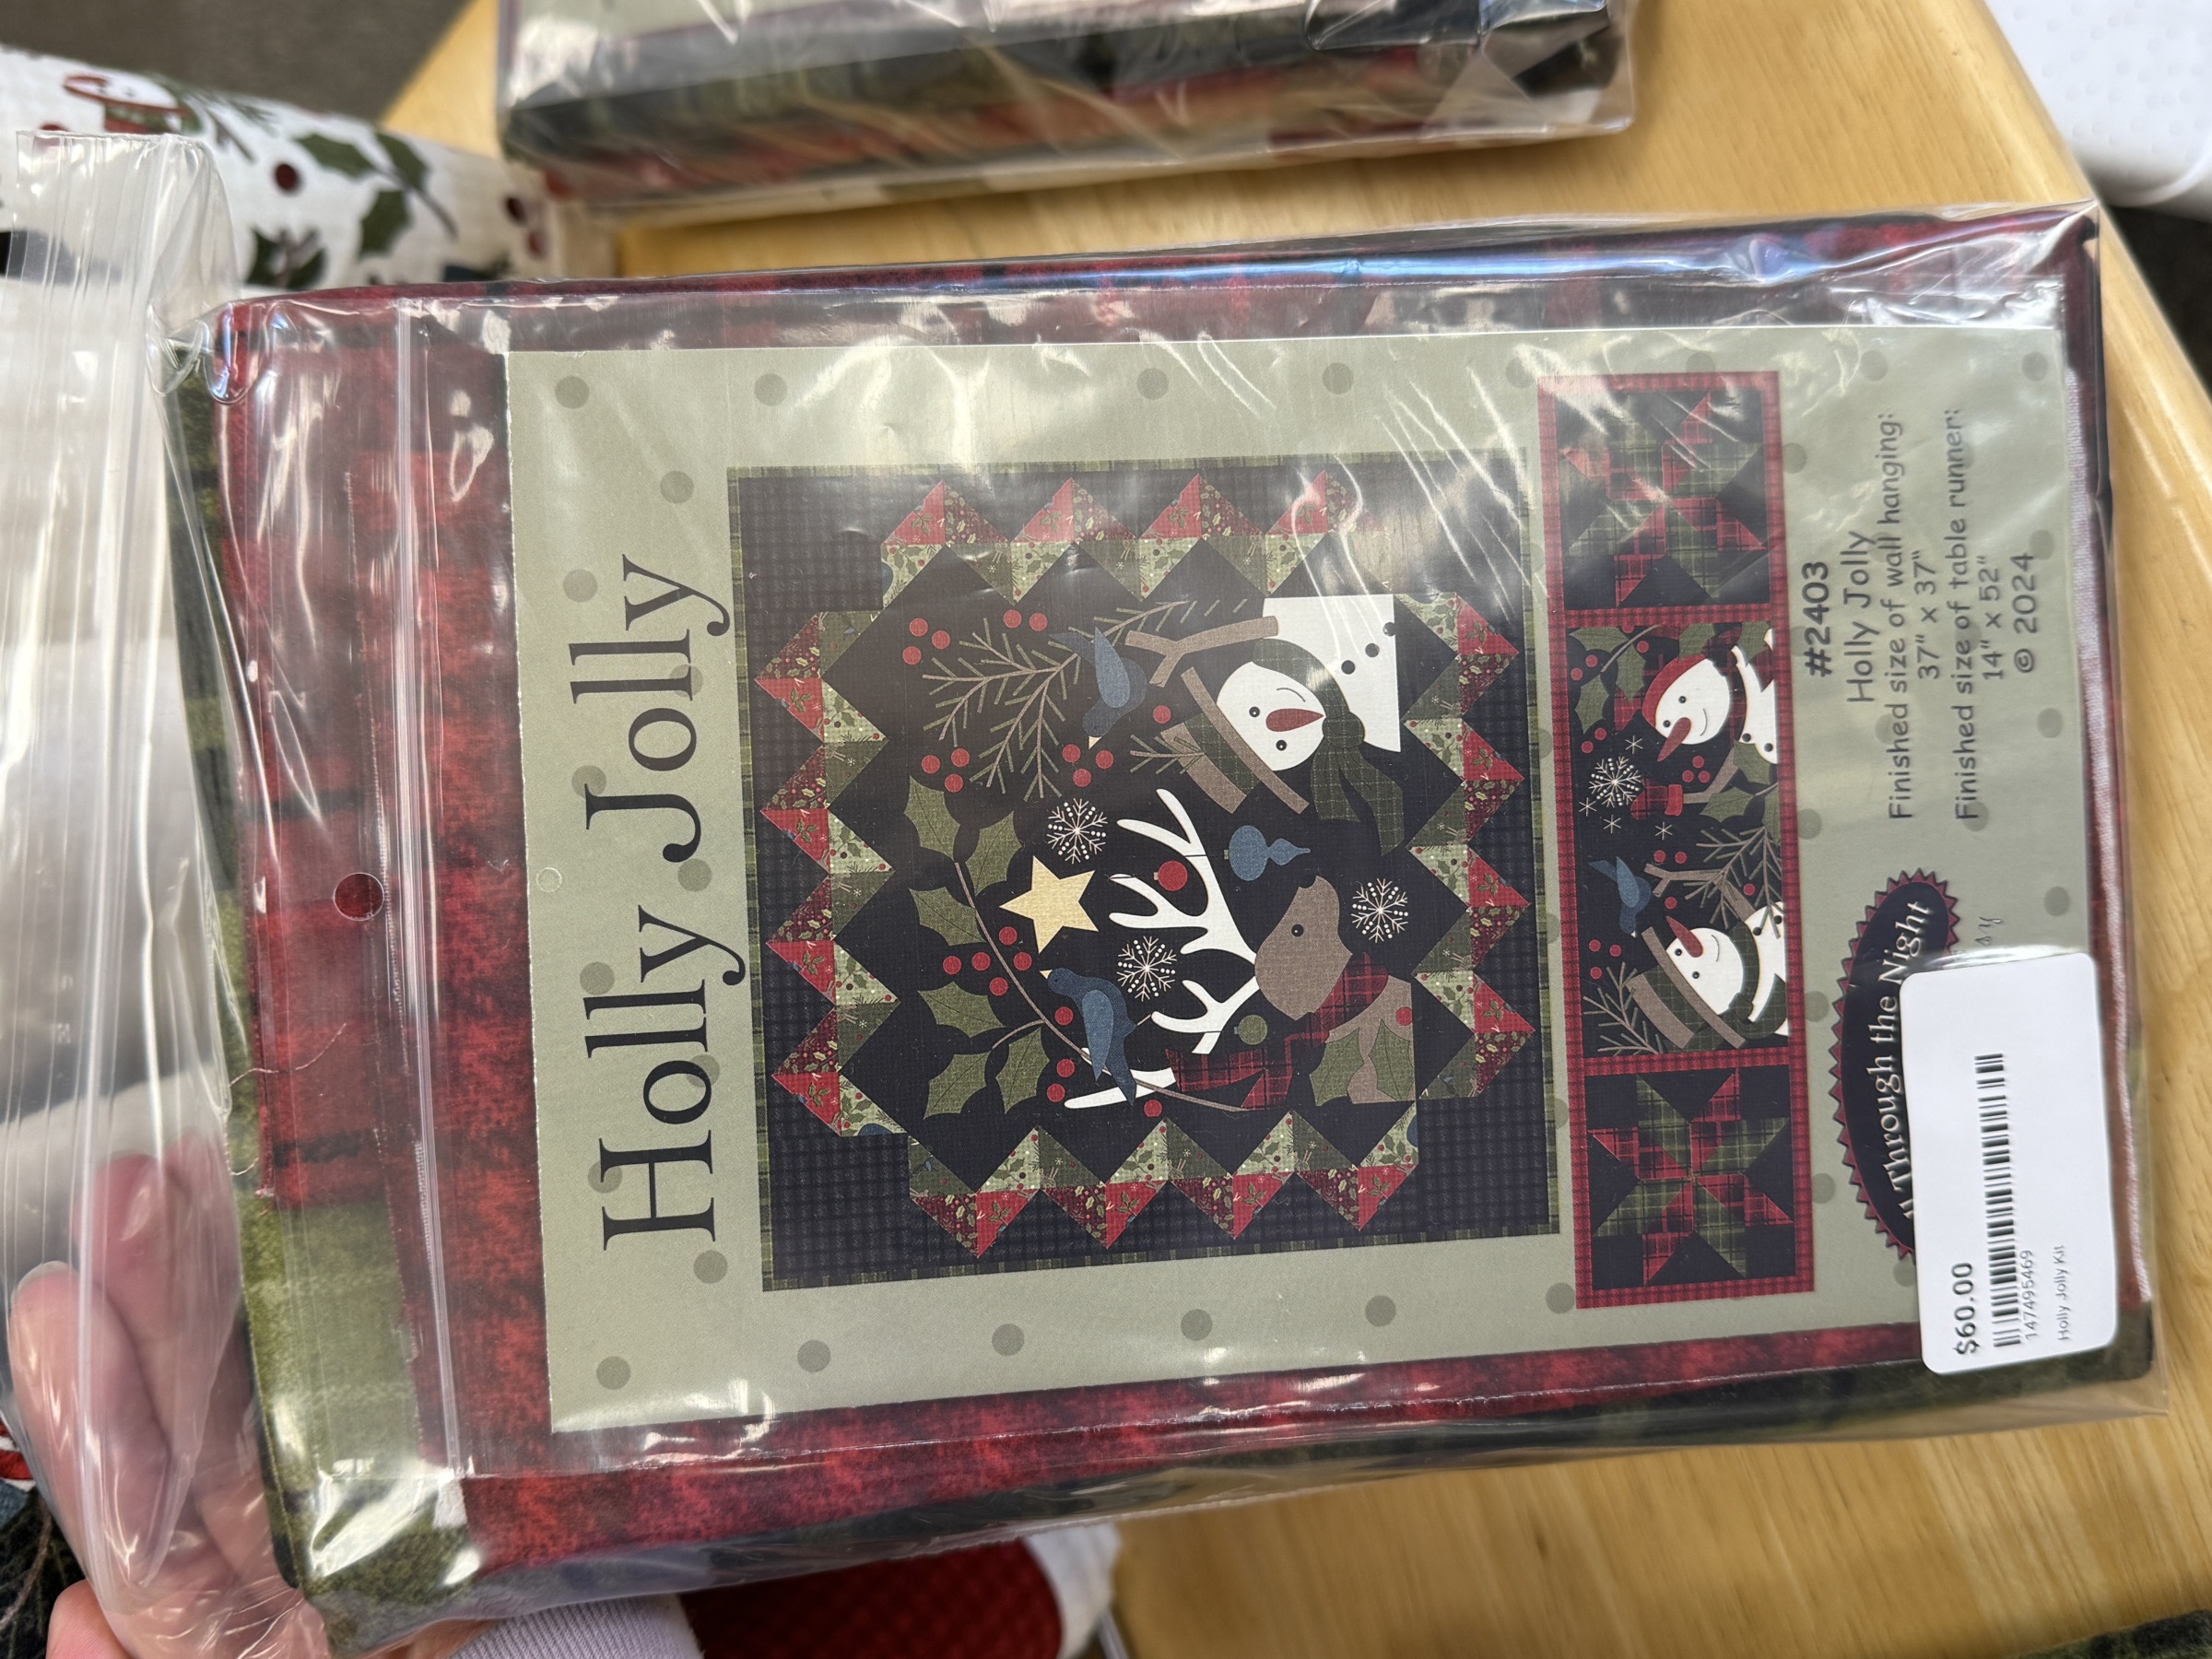 Holly Jolly
#2403
Holly Jolly
Finished size of wall hanging:
37" x 37"
Finished size of table runner:
14" x 52"
© 2024
Through the Night
$60.00
147495469
Holly Jolly Kit